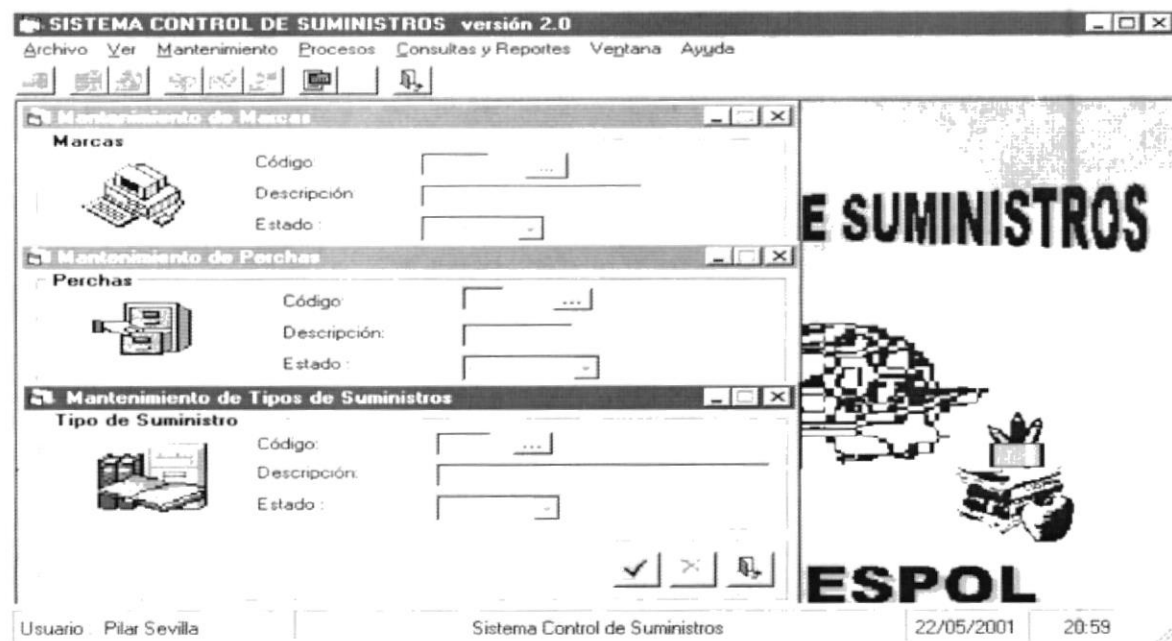 SISTEMA CONTROL DE SUMINISTROS versión 2.0
Archivo Ver Mantenimiento Procesos Consultas y Reportes Ventana Ayuda
Mantenimiento de Marcas
Marcas
Código:
...
Descripción
Estado :
E SUMINISTROS
Mantenimiento de Perchas
Perchas
Código:
...
Descripción:
Estado :
Mantenimiento de Tipos de Suministros
Tipo de Suministro
Código:
...
Descripción:
Estado :
ESPOL
Usuario : Pilar Sevilla Sistema Control de Suministros 22/05/2001 20:59